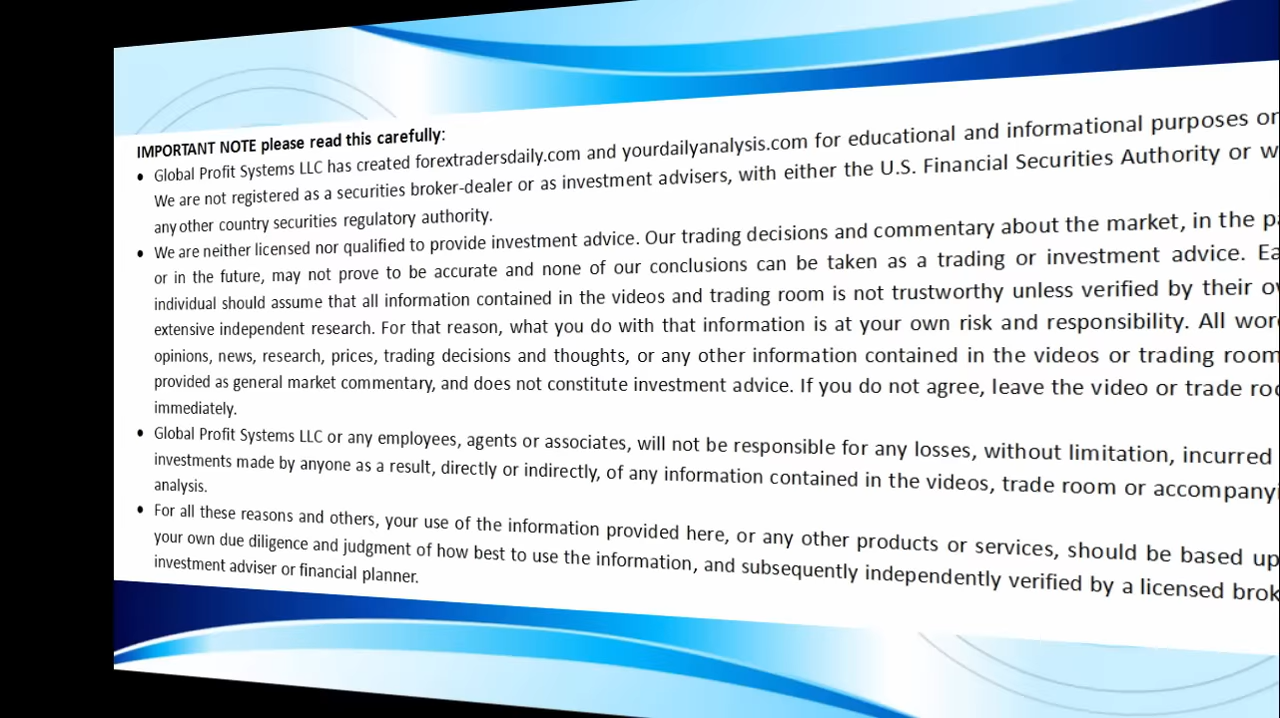 IMPORTANT NOTE please read this carefully:
• Global Profit Systems LLC has created forextradersdaily.com and yourdailyanalysis.com for educational and informational purposes
We are not registered as a securities broker-dealer or as investment advisers, with either the U.S. Financial Securities Authority or
any other country securities regulatory authority.
• We are neither licensed nor qualified to provide investment advice. Our trading decisions and commentary about the market, in the
or in the future, may not prove to be accurate and none of our conclusions can be taken as a trading or investment advice.
individual should assume that all information contained in the videos and trading room is not trustworthy unless verified by their
extensive independent research. For that reason, what you do with that information is at your own risk and responsibility. All
opinions, news, research, prices, trading decisions and thoughts, or any other information contained in the videos or trading room
provided as general market commentary, and does not constitute investment advice. If you do not agree, leave the video or trade
immediately.
• Global Profit Systems LLC or any employees, agents or associates, will not be responsible for any losses, without limitation, incurred
investments made by anyone as a result, directly or indirectly, of any information contained in the videos, trade room or
analysis.
• For all these reasons and others, your use of the information provided here, or any other products or services, should be based
your own due diligence and judgment of how best to use the information, and subsequently independently verified by a licensed
investment adviser or financial planner.